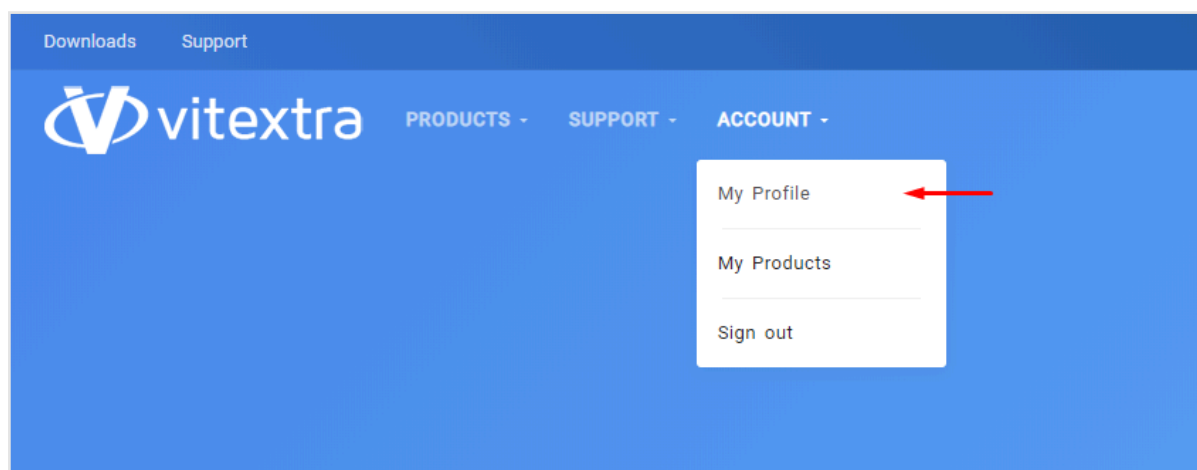 Downloads Support
vitextra PRODUCTS - SUPPORT - ACCOUNT -
My Profile
My Products
Sign out